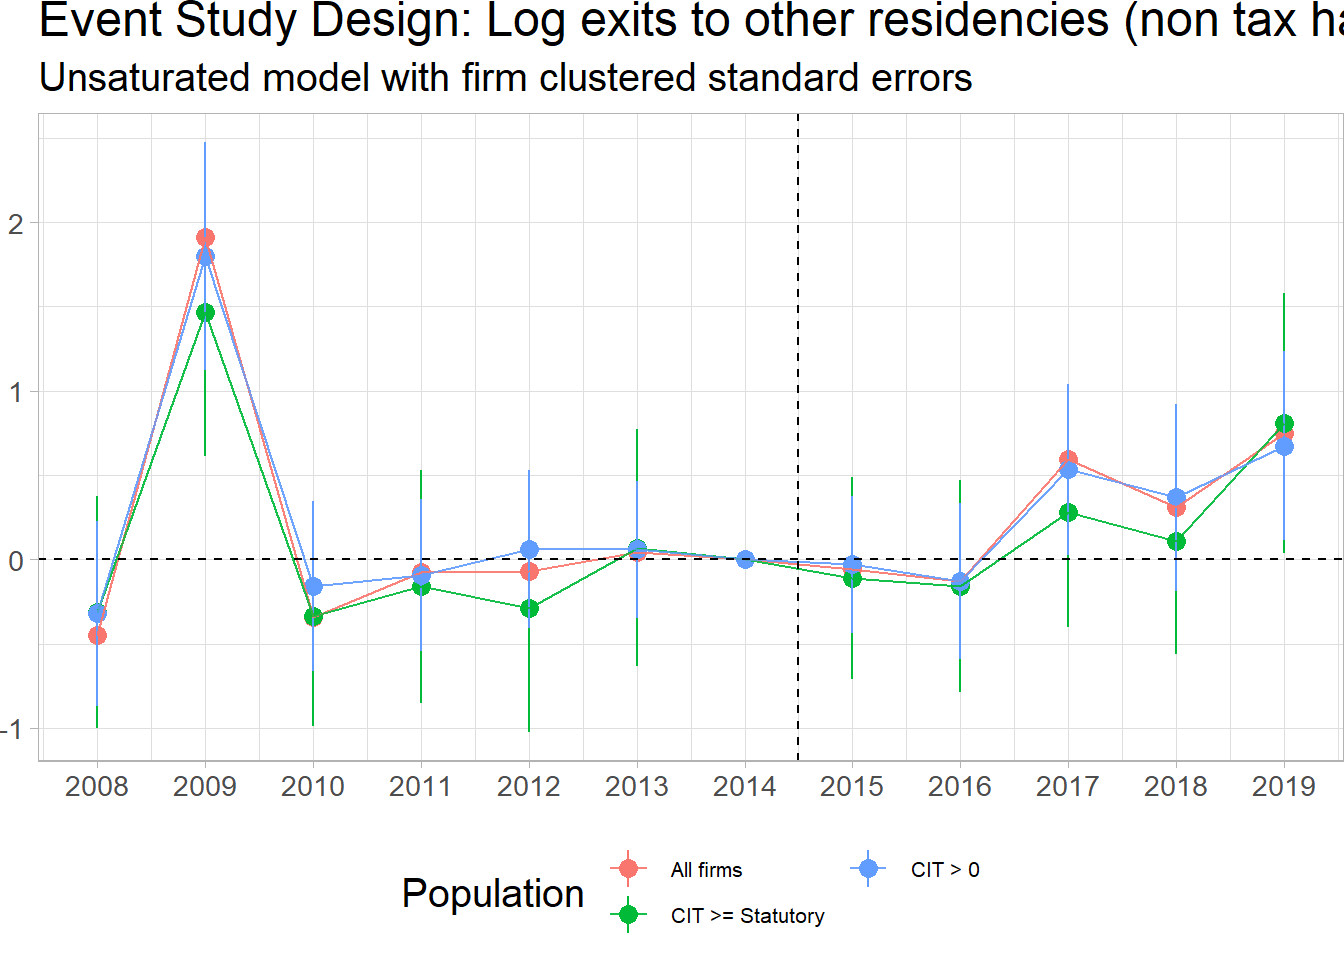 Event Study Design: Log exits to other residencies (non tax ha
Unsaturated model with firm clustered standard errors
2
1
0
-1
2008 2009 2010 2011 2012 2013 2014 2015 2016 2017 2018 2019
Population
All firms
CIT > 0
CIT >= Statutory